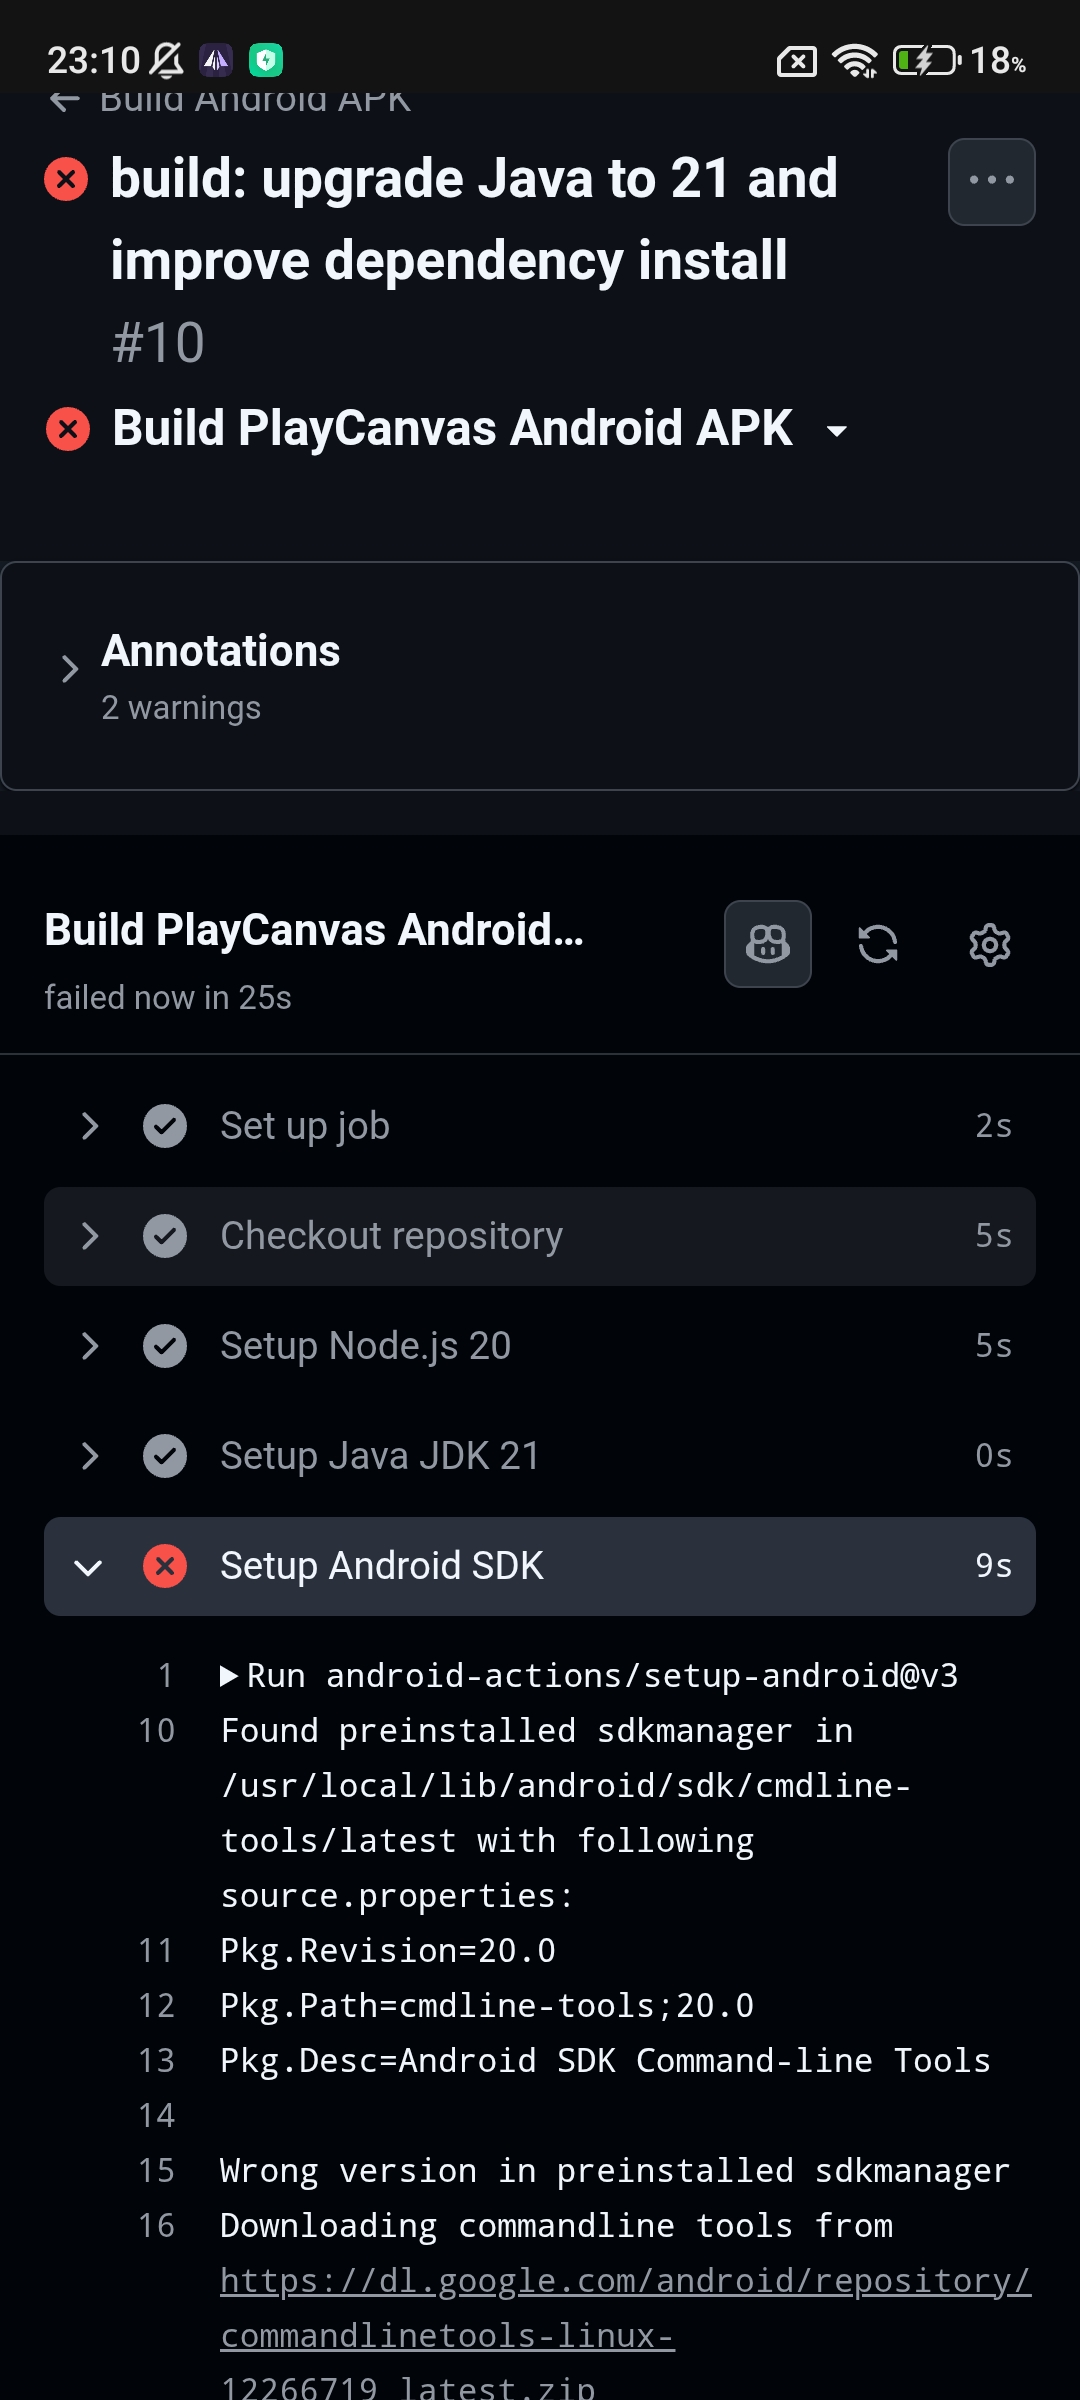 23:10
18%
Build Android APK
build: upgrade Java to 21 and
improve dependency install
#10
Build PlayCanvas Android APK
Annotations
2 warnings
Build PlayCanvas Android...
failed now in 25s
Set up job 2s
Checkout repository 5s
Setup Node.js 20 5s
Setup Java JDK 21 0s
Setup Android SDK 9s
1 Run android-actions/setup-android@v3
10 Found preinstalled sdkmanager in
/usr/local/lib/android/sdk/cmdline-
tools/latest with following
source.properties:
11 Pkg.Revision=20.0
12 Pkg.Path=cmdline-tools;20.0
13 Pkg.Desc=Android SDK Command-line Tools
14
15 Wrong version in preinstalled sdkmanager
16 Downloading commandline tools from
https://dl.google.com/android/repository/
commandlinetools-linux-
12266719_latest.zip